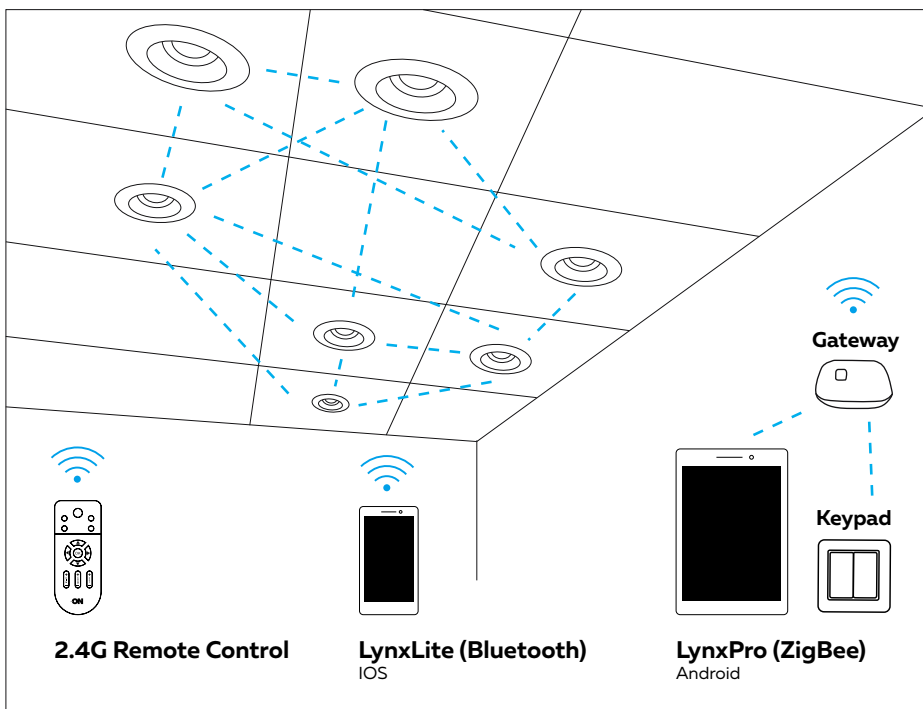 Gateway
Keypad
ON
2.4G Remote Control
LynxLite (Bluetooth)
IOS
LynxPro (ZigBee)
Android